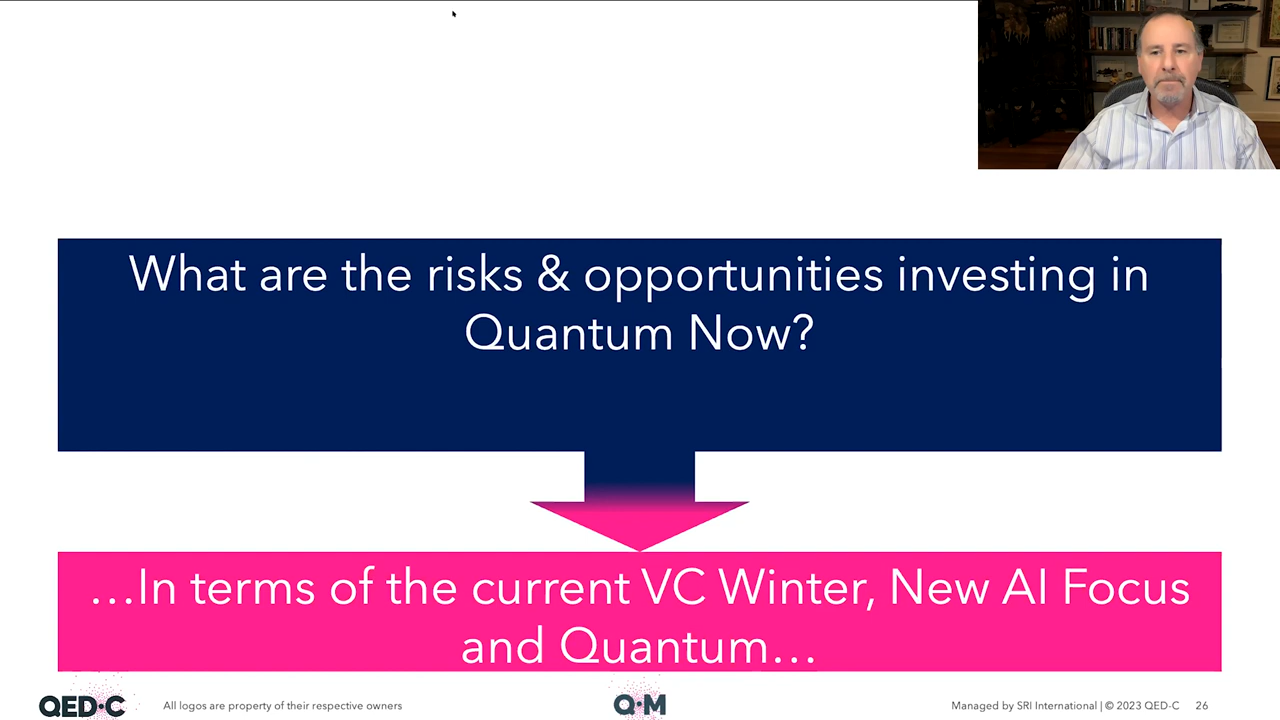 What are the risks & opportunities investing in
Quantum Now?
…In terms of the current VC Winter, New AI Focus
and Quantum…
QED·C
All logos are property of their respective owners
Q·M
Managed by SRI International | © 2023 QED-C
26